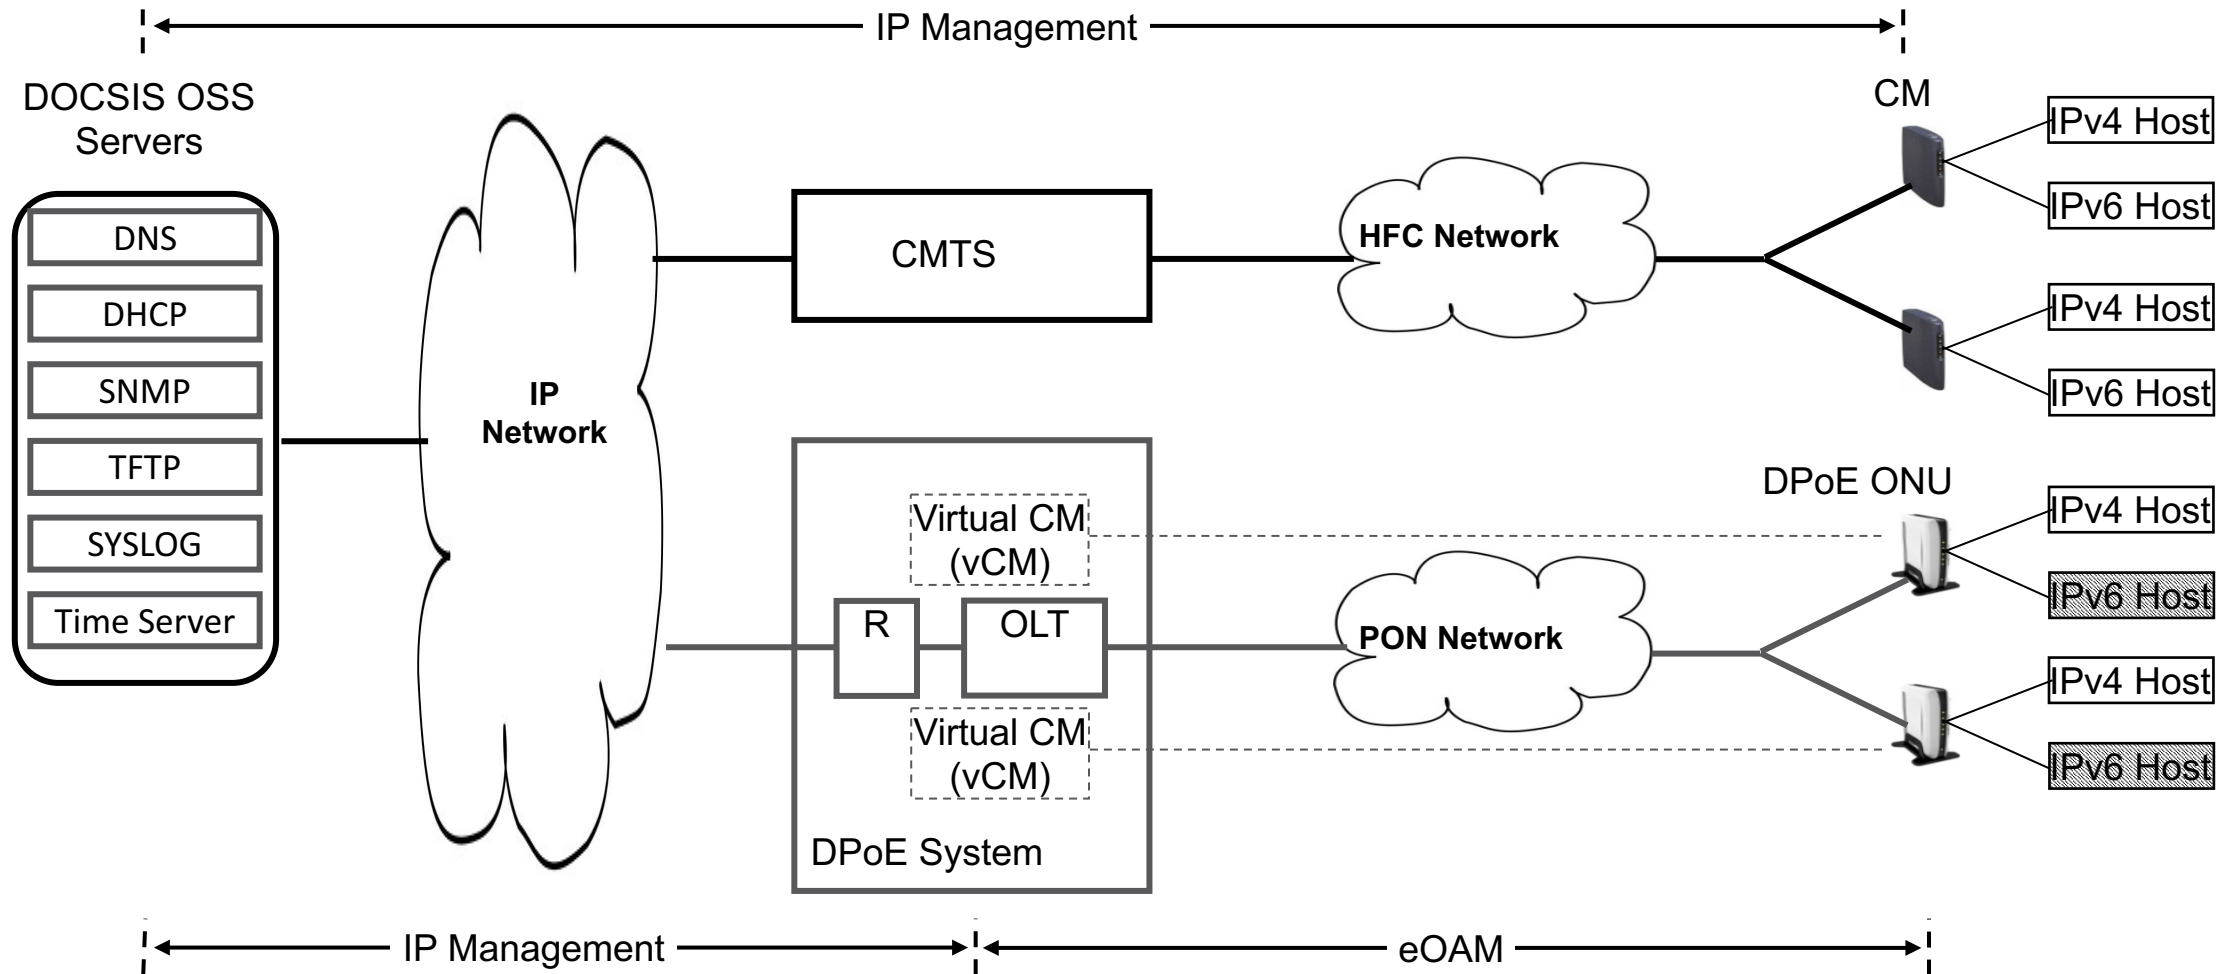 IP Management
DOCSIS OSS
Servers
DNS
DHCP
SNMP
TFTP
SYSLOG
Time Server
IP
Network
CMTS
HFC Network
CM
IPv4 Host
IPv6 Host
IPv4 Host
IPv6 Host
Virtual CM
(vCM)
R
OLT
Virtual CM
(vCM)
DPoE System
PON Network
DPoE ONU
IPv4 Host
IPv6 Host
IPv4 Host
IPv6 Host
IP Management
eOAM